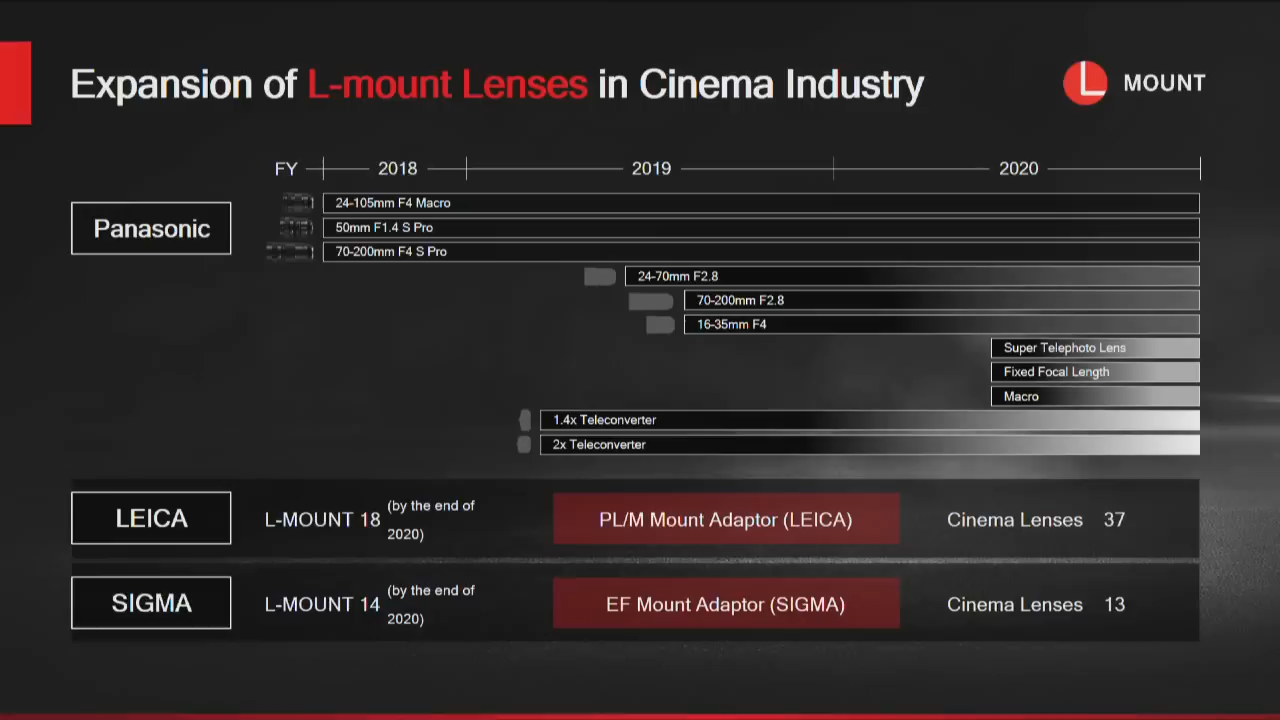 Expansion of L-mount Lenses in Cinema Industry
L MOUNT
FY 2018 2019 2020
Panasonic
24-105mm F4 Macro
50mm F1.4 S Pro
70-200mm F4 S Pro
24-70mm F2.8
70-200mm F2.8
16-35mm F4
Super Telephoto Lens
Fixed Focal Length
Macro
1.4x Teleconverter
2x Teleconverter
LEICA L-MOUNT 18 (by the end of
2020) PL/M Mount Adaptor (LEICA) Cinema Lenses 37
SIGMA L-MOUNT 14 (by the end of
2020) EF Mount Adaptor (SIGMA) Cinema Lenses 13